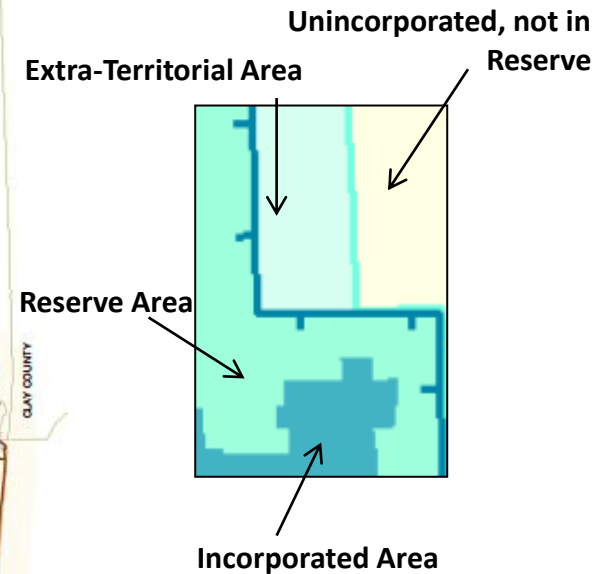 Unincorporated, not in
Reserve
Extra-Territorial Area
Reserve Area
CLAY COUNTY
Incorporated Area